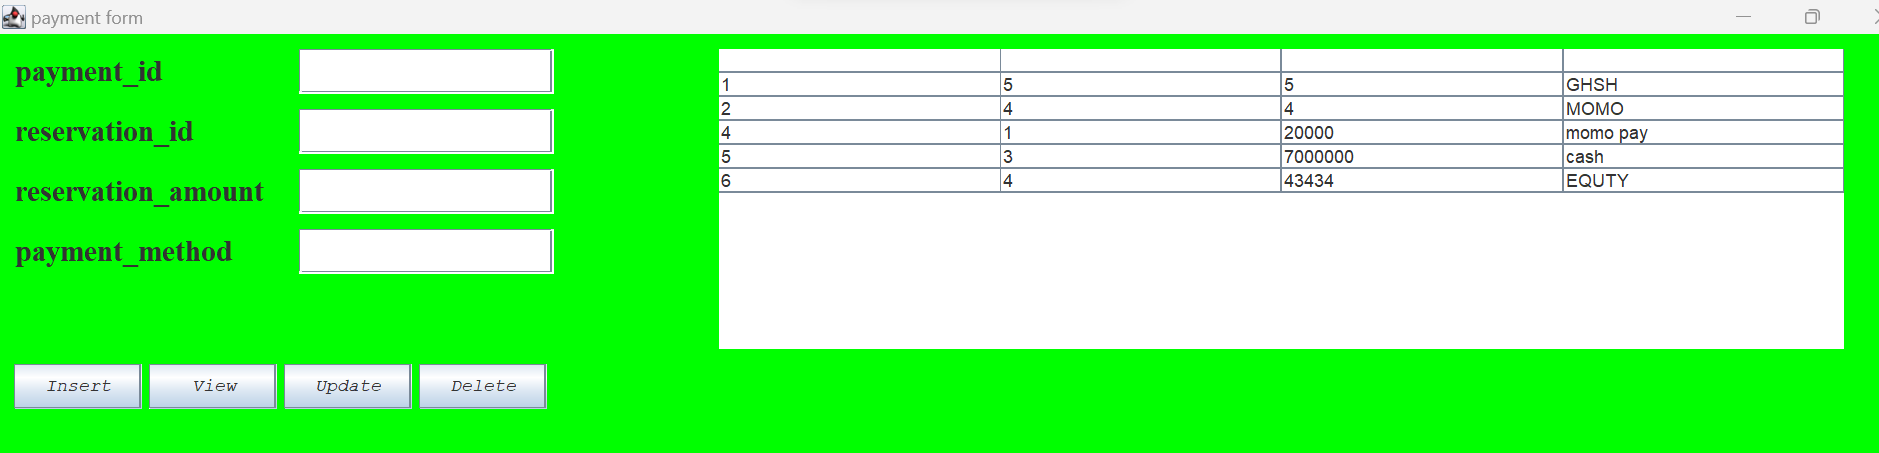 payment form
payment_id
reservation_id
reservation_amount
payment_method
1 5 5 GHSH
2 4 4 MOMO
4 1 20000 momo pay
5 3 7000000 cash
6 4 43434 EQUTY
Insert View Update Delete